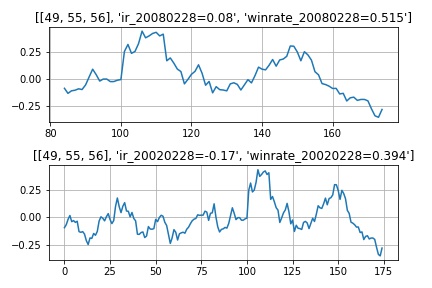 [[49, 55, 56], 'ir_20080228=0.08', 'winrate_20080228=0.515']
0.25
0.00
−0.25
80 100 120 140 160
[[49, 55, 56], 'ir_20020228=-0.17', 'winrate_20020228=0.394']
0.25
0.00
−0.25
0 25 50 75 100 125 150 175